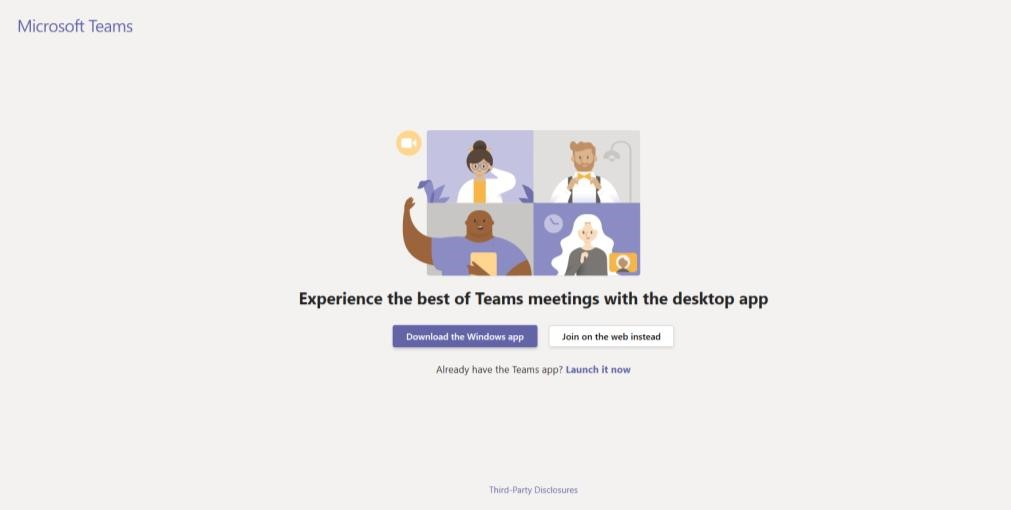 Microsoft Teams
Experience the best of Teams meetings with the desktop app
Download the Windows app
Join on the web instead
Already have the Teams app? Launch it now
Third-Party Disclosures